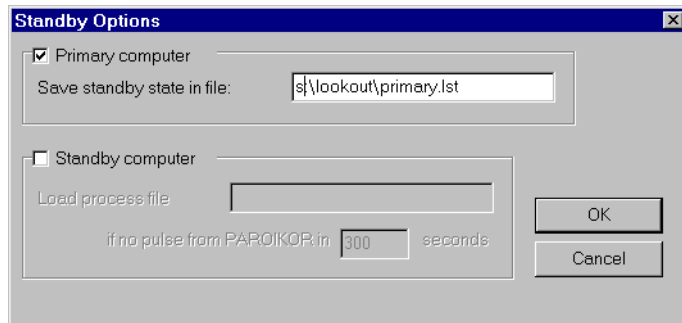 Standby Options
Primary computer
Save standby state in file: s:\lookout\primary.lst
Standby computer
Load process file
if no pulse from PAROIKOR in 300 seconds
OK
Cancel